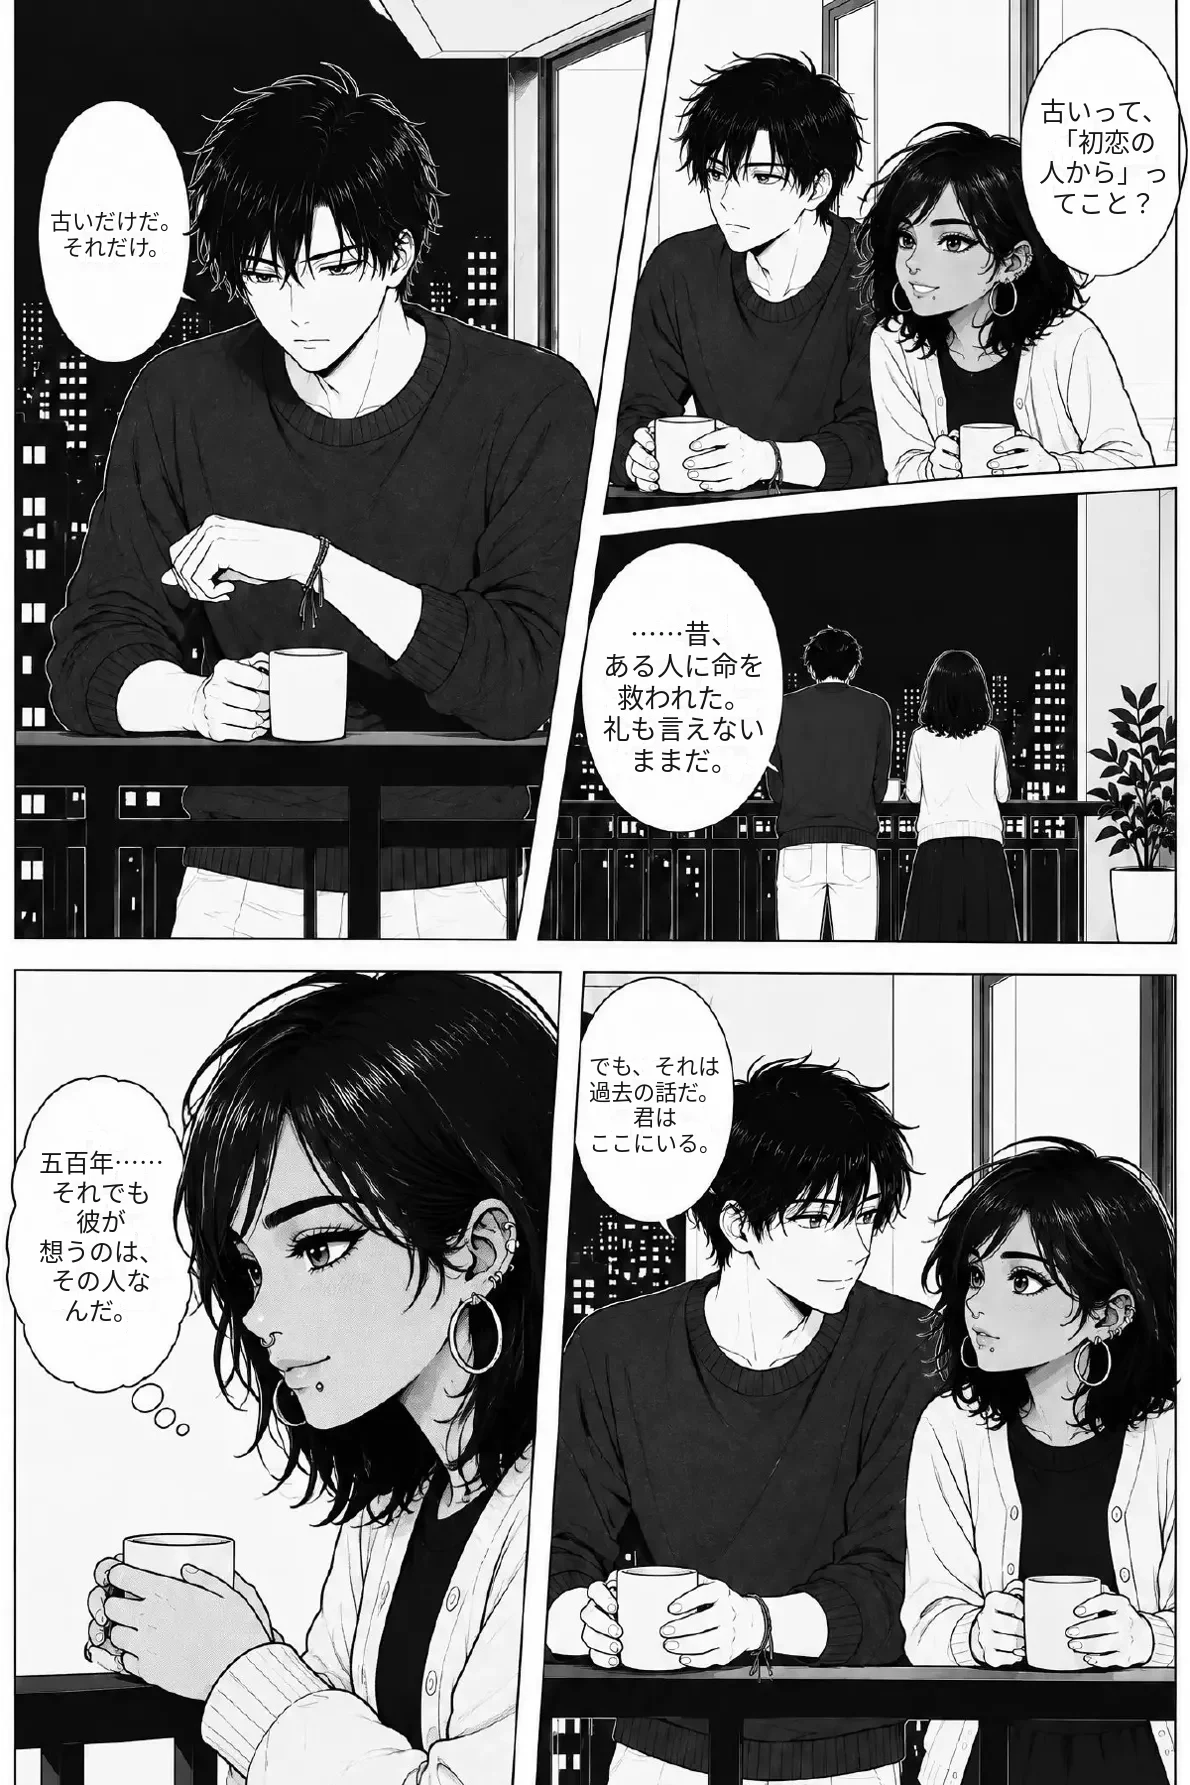 古いだけだ。
それだけ。
古いって、
「初恋の
人から」っ
てこと？
……昔、
ある人に命を
救われた。
礼も言えない
ままだ。
五百年……
それでも
彼が
想うのは、
その人な
んだ。
でも、それは
過去の話だ。
君は
ここにいる。